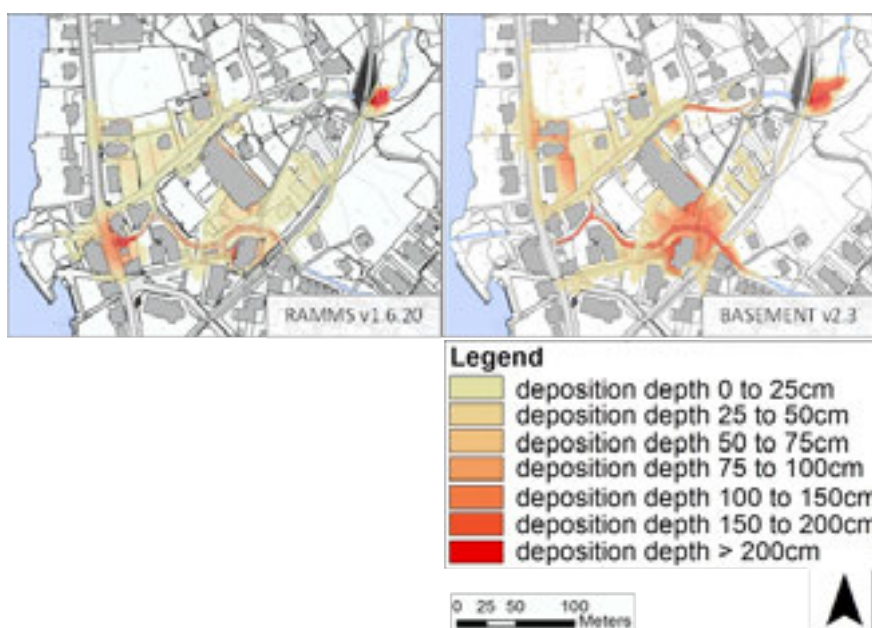 RAMMS v1.6.20
BASEMENT v2.3
Legend
deposition depth 0 to 25cm
deposition depth 25 to 50cm
deposition depth 50 to 75cm
deposition depth 75 to 100cm
deposition depth 100 to 150cm
deposition depth 150 to 200cm
deposition depth > 200cm
0 25 50 100
Meters